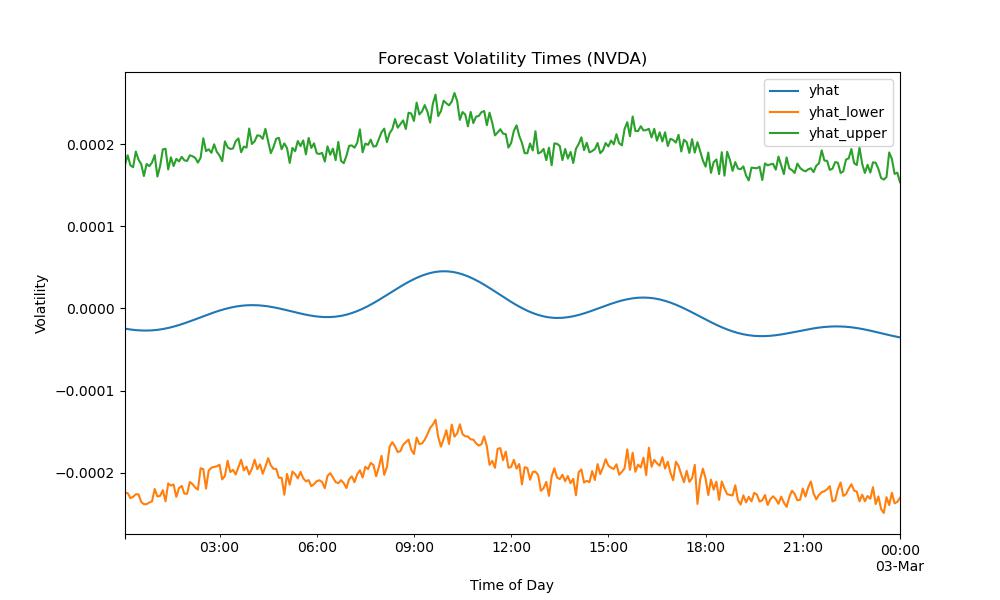 Forecast Volatility Times (NVDA)
yhat
yhat_lower
yhat_upper
0.0002
0.0001
0.0000
−0.0001
−0.0002
Volatility
03:00 06:00 09:00 12:00 15:00 18:00 21:00 00:00
03-Mar
Time of Day